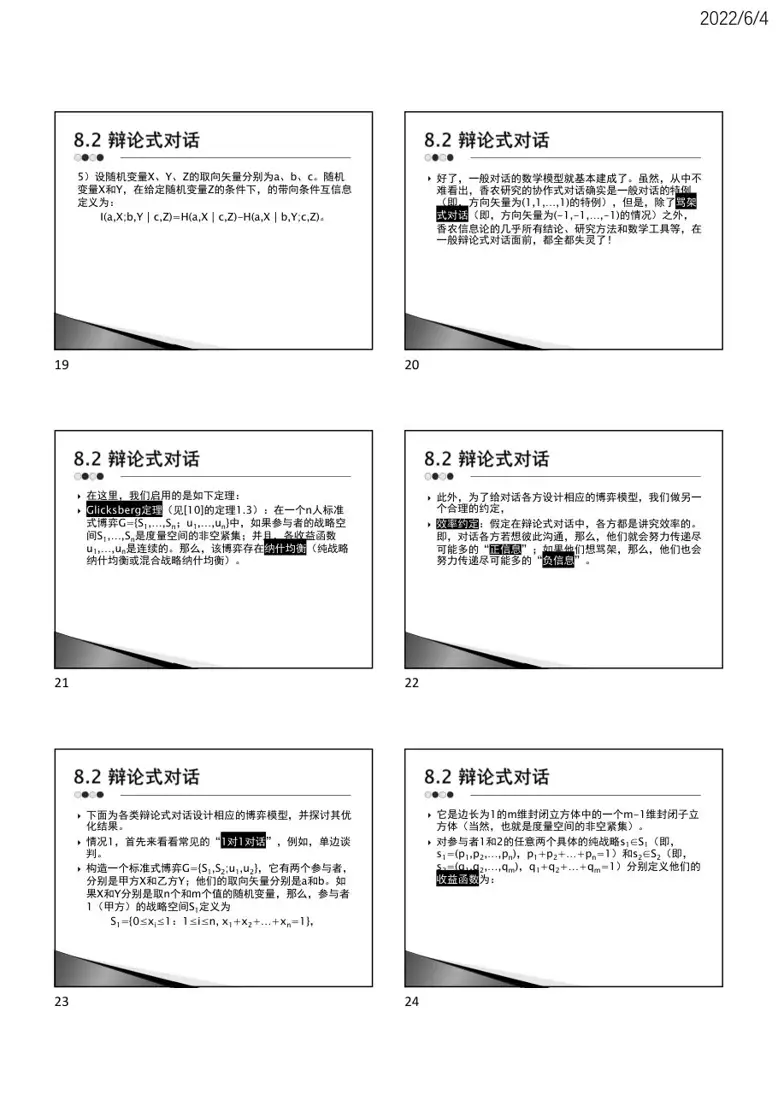 2022/6/4
8.2 辩论式对话
5）设随机变量X、Y、Z的取向矢量分别为a、b、c。随机
变量X和Y，在给定随机变量Z的条件下，的带向条件互信息
定义为：
I(a,X;b,Y | c,Z)=H(a,X | c,Z)-H(a,X | b,Y;c,Z)。
19
8.2 辩论式对话
好了，一般对话的数学模型就基本建成了。虽然，从中不
难看出，香农研究的协作式对话确实是一般对话的特例
（即，方向矢量为(1,1,…,1)的特例），但是，除了骂架
式对话（即，方向矢量为(-1,-1,…,-1)的情况）之外，
香农信息论的几乎所有结论、研究方法和数学工具等，在
一般辩论式对话面前，都全都失灵了！
20
8.2 辩论式对话
在这里，我们启用的是如下定理：
Glicksberg定理（见[10]的定理1.3）：在一个n人标准
式博弈G={S₁,…,Sₙ；u₁,…,uₙ}中，如果参与者的战略空
间S₁,…,Sₙ是度量空间的非空紧集；并且，各收益函数
u₁,…,uₙ是连续的。那么，该博弈存在纳什均衡（纯战略
纳什均衡或混合战略纳什均衡）。
21
8.2 辩论式对话
此外，为了给对话各方设计相应的博弈模型，我们做另一
个合理的约定，
效率约定：假定在辩论式对话中，各方都是讲究效率的。
即，对话各方若想彼此沟通，那么，他们就会努力传递尽
可能多的“正信息”；如果他们想骂架，那么，他们也会
努力传递尽可能多的“负信息”。
22
8.2 辩论式对话
下面为各类辩论式对话设计相应的博弈模型，并探讨其优
化结果。
情况1，首先来看看常见的“1对1对话”，例如，单边谈
判。
构造一个标准式博弈G={S₁,S₂;u₁,u₂}，它有两个参与者，
分别是甲方X和乙方Y；他们的取向矢量分别是a和b。如
果X和Y分别是取n个和m个值的随机变量，那么，参与者
1（甲方）的战略空间S₁定义为
S₁={0≤xᵢ≤1：1≤i≤n, x₁+x₂+…+xₙ=1},
23
8.2 辩论式对话
它是边长为1的m维封闭立方体中的一个m-1维封闭子立
方体（当然，也就是度量空间的非空紧集）。
对参与者1和2的任意两个具体的纯战略s₁∈S₁（即，
s₁=(p₁,p₂,…,pₙ)，p₁+p₂+…+pₙ=1）和s₂∈S₂（即，
s₂=(q₁,q₂,…,qₘ)，q₁+q₂+…+qₘ=1）分别定义他们的
收益函数为：
24